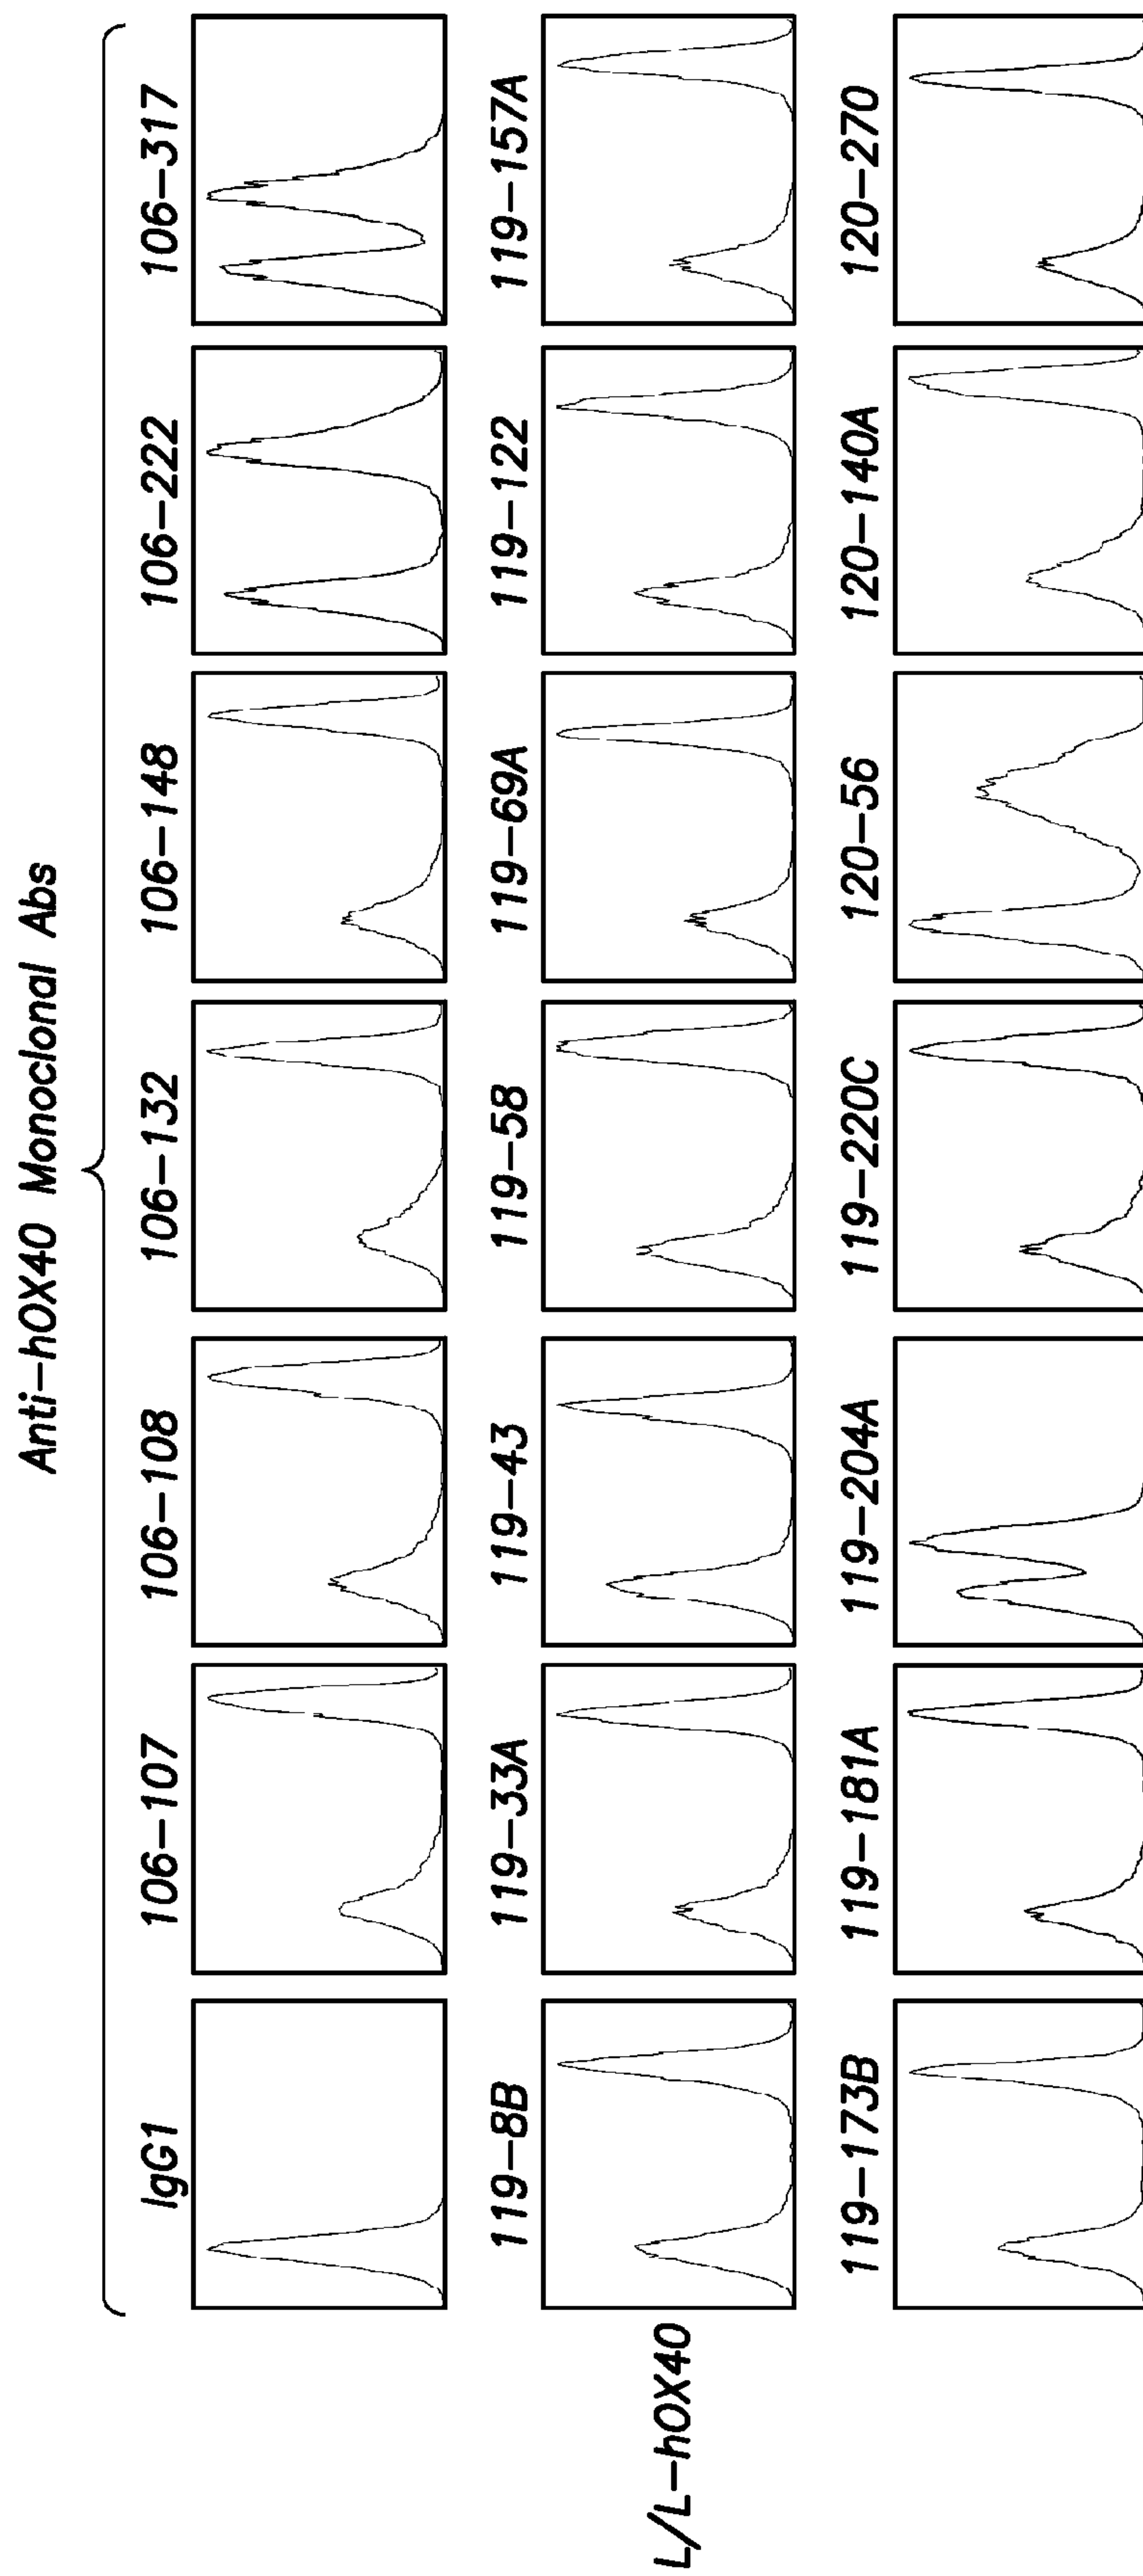 Anti-hOX40 Monoclonal Abs
IgG1 106-107 106-108 106-132 106-148 106-222 106-317
119-8B 119-33A 119-43 119-58 119-69A 119-122 119-157A
L/L-hOX40
119-173B 119-181A 119-204A 119-220C 120-56 120-140A 120-270